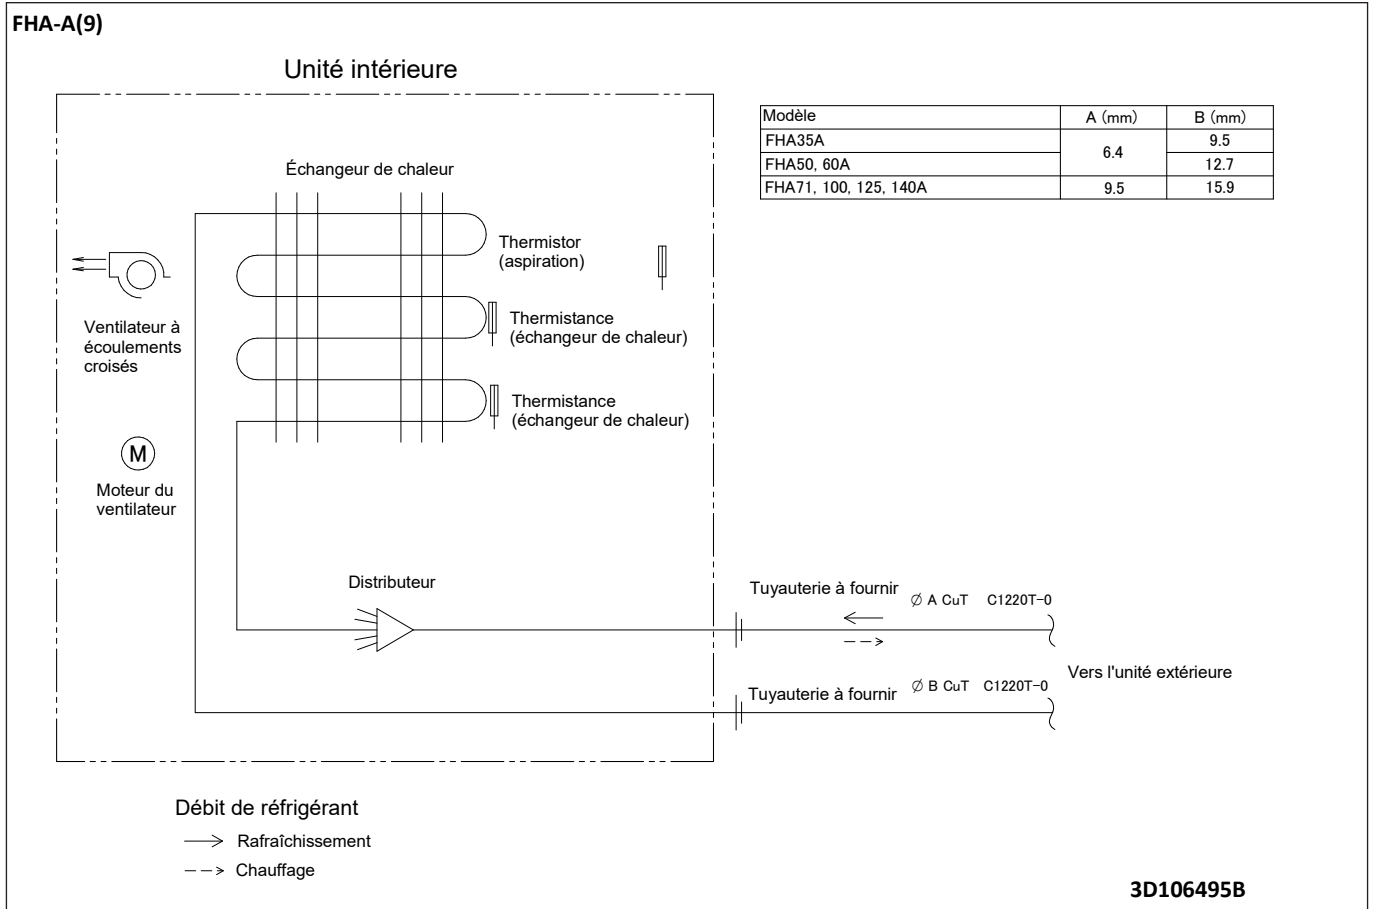 FHA-A(9)
Unité intérieure
Modèle A (mm) B (mm)
FHA35A 6.4 9.5
FHA50, 60A 12.7
FHA71, 100, 125, 140A 9.5 15.9
Échangeur de chaleur
Thermistor
(aspiration)
Ventilateur à
écoulements
croisés
Thermistance
(échangeur de chaleur)
Thermistance
(échangeur de chaleur)
M
Moteur du
ventilateur
Distributeur
Tuyauterie à fournir
∅ A CuT C1220T-0
Vers l'unité extérieure
Tuyauterie à fournir
∅ B CuT C1220T-0
Débit de réfrigérant
Rafraîchissement
Chauffage
3D106495B